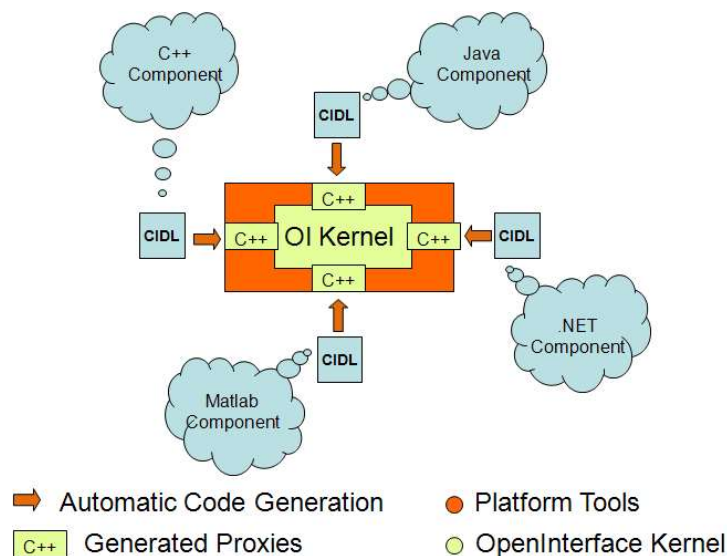 C++
Component
Java
Component
CIDL
C++
CIDL
C++
OI Kernel
C++
CIDL
C++
.NET
Component
CIDL
Matlab
Component
Automatic Code Generation
Platform Tools
C++
Generated Proxies
OpenInterface Kernel